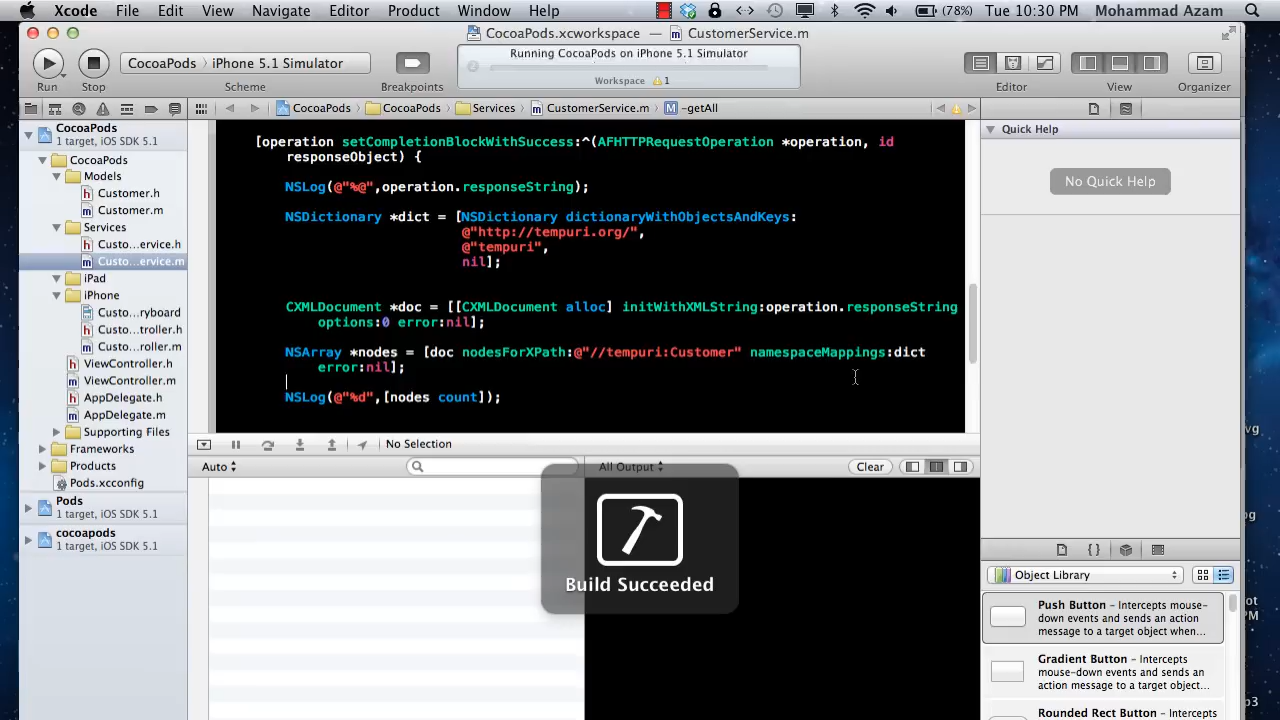 Xcode File Edit View Navigate Editor Product Window Help (78%) Tue 10:30 PM Mohammad Azam
CocoaPods.xcworkspace — CustomerService.m
Running CocoaPods on iPhone 5.1 Simulator
CocoaPods iPhone 5.1 Simulator
Workspace 1
Run Stop Scheme Breakpoints Editor View Organizer
CocoaPods CocoaPods Services CustomerService.m -getAll
CocoaPods
1 target, iOS SDK 5.1
CocoaPods
Models
Customer.h
Customer.m
Services
Custo...ervice.h
Custo...ervice.m
iPad
iPhone
Custo...ryboard
Custo...troller.h
Custo...roller.m
ViewController.h
ViewController.m
AppDelegate.h
AppDelegate.m
Supporting Files
Frameworks
Products
Pods.xcconfig
Pods
1 target, iOS SDK 5.1
cocoapods
1 target, iOS SDK 5.1
[operation setCompletionBlockWithSuccess:^(AFHTTPRequestOperation *operation, id
responseObject) {
NSLog(@"%@",operation.responseString);
NSDictionary *dict = [NSDictionary dictionaryWithObjectsAndKeys:
@"http://tempuri.org/",
@"tempuri",
nil];
CXMLDocument *doc = [[CXMLDocument alloc] initWithXMLString:operation.responseString
options:0 error:nil];
NSArray *nodes = [doc nodesForXPath:@"//tempuri:Customer" namespaceMappings:dict
error:nil];
NSLog(@"%d",[nodes count]);
No Selection
Auto
All Output
Clear
Build Succeeded
Quick Help
No Quick Help
Object Library
Push Button – Intercepts mouse-
down events and sends an action
message to a target object when...
Gradient Button – Intercepts
mouse-down events and sends an
action message to a target object...
Rounded Rect Button – Intercepts